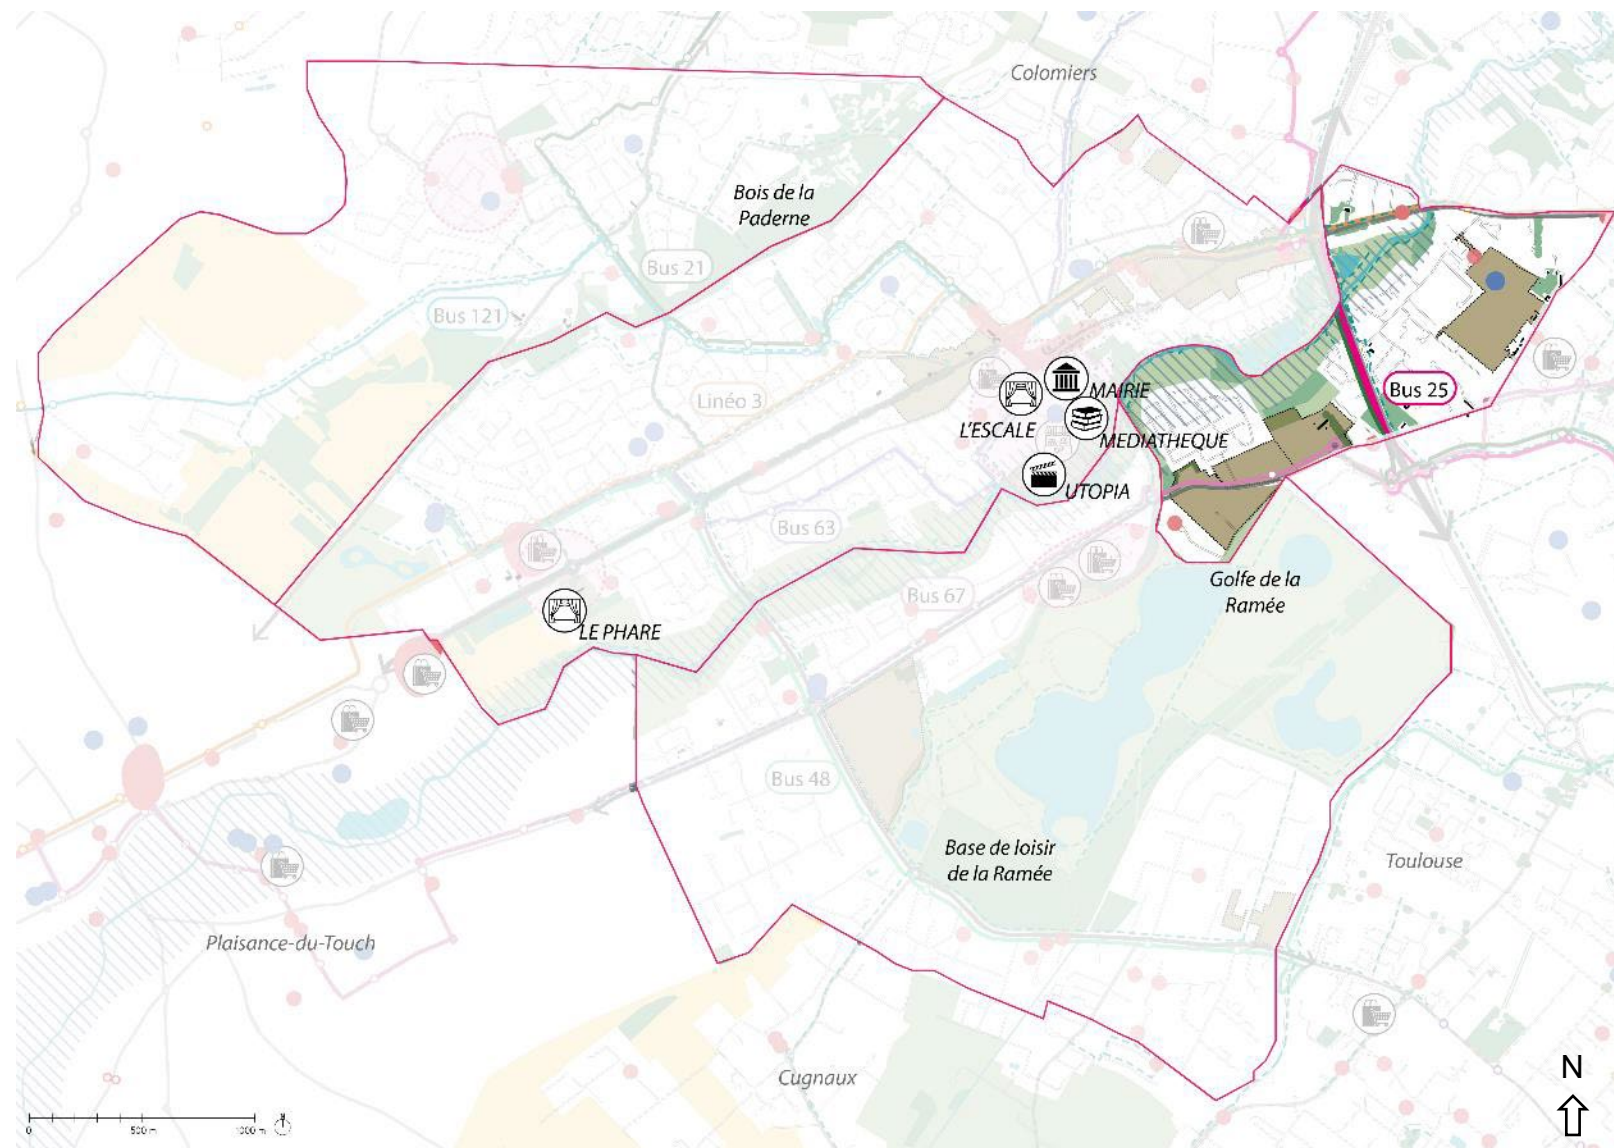 Colomiers
Bois de la
Paderne
Bus 21
Bus 121
Bus 25
MAIRIE
Linéo 3
L'ESCALE
MEDIATHEQUE
UTOPIA
Bus 63
Golfe de la
Ramée
Bus 67
LE PHARE
Bus 48
Base de loisir
de la Ramée
Toulouse
Plaisance-du-Touch
Cugnaux
N
0
500 m
1000 m
N